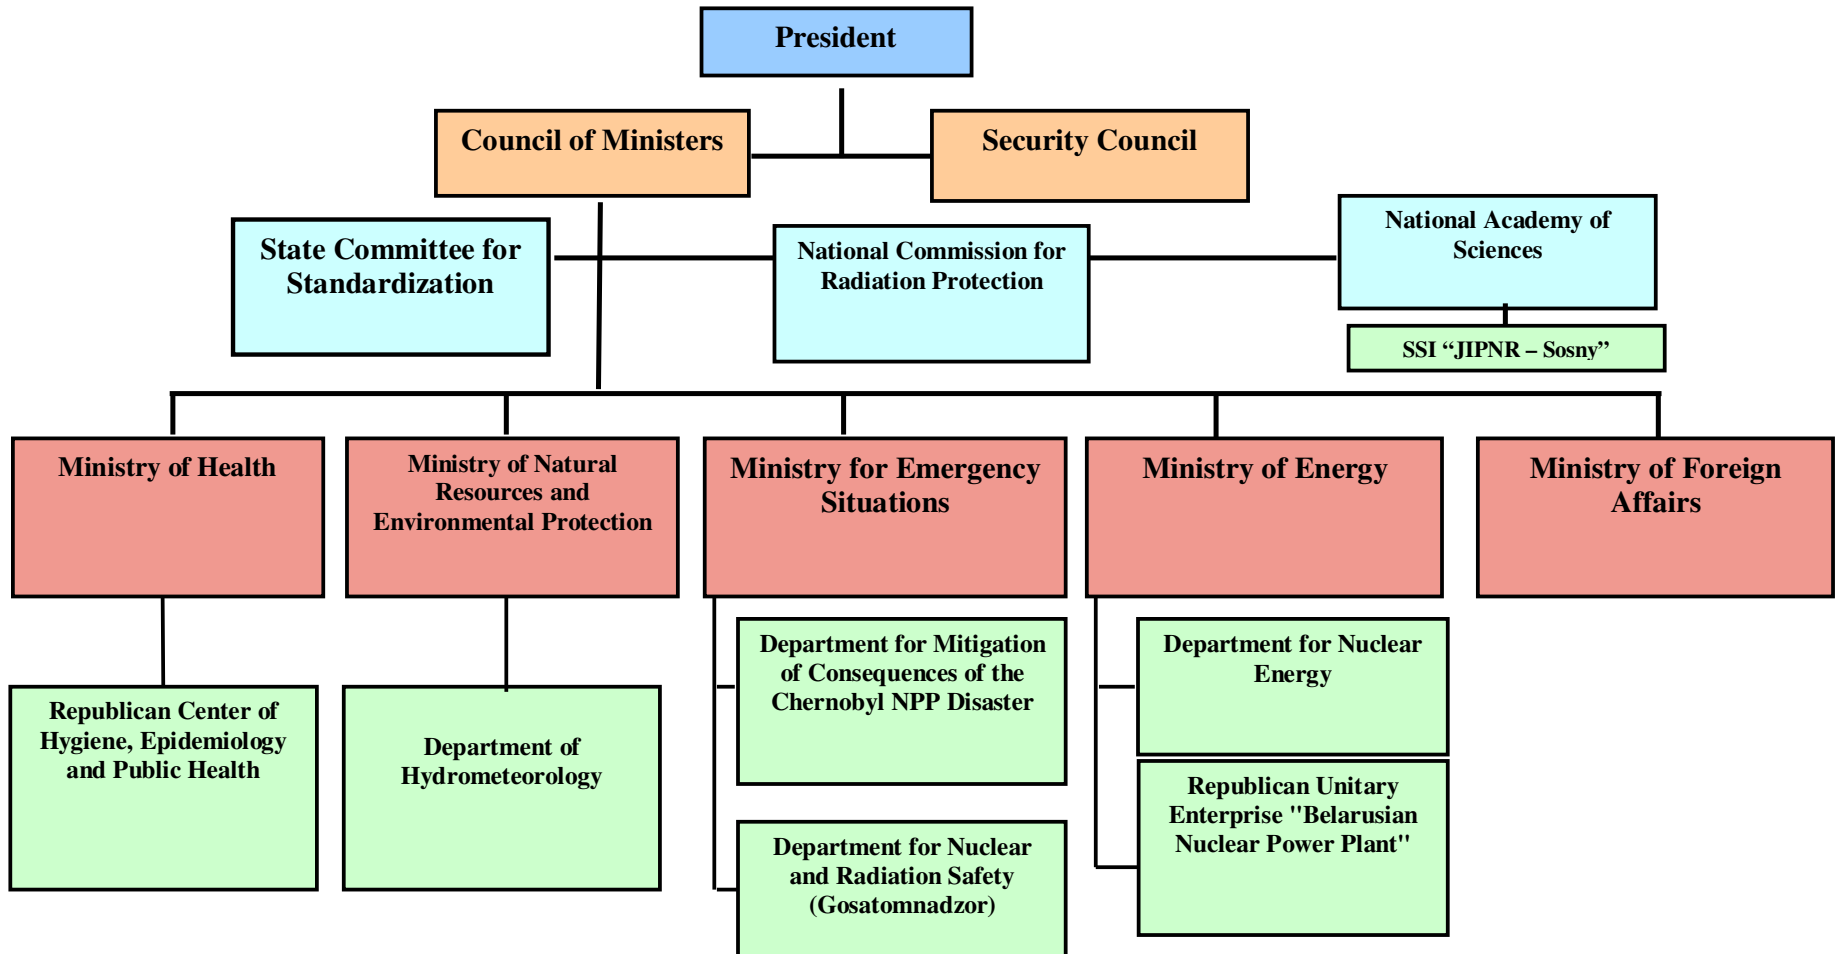 President
Council of Ministers
Security Council
State Committee for
Standardization
National Commission for
Radiation Protection
National Academy of
Sciences
SSI “JIPNR – Sosny”
Ministry of Health
Ministry of Natural
Resources and
Environmental Protection
Ministry for Emergency
Situations
Ministry of Energy
Ministry of Foreign
Affairs
Republican Center of
Hygiene, Epidemiology
and Public Health
Department of
Hydrometeorology
Department for Mitigation
of Consequences of the
Chernobyl NPP Disaster
Department for Nuclear
and Radiation Safety
(Gosatomnadzor)
Department for Nuclear
Energy
Republican Unitary
Enterprise "Belarusian
Nuclear Power Plant"